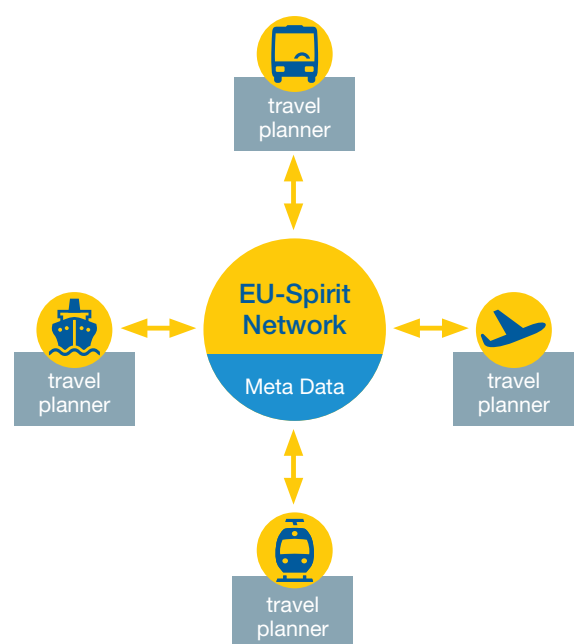 travel
planner
EU-Spirit
Network
Meta Data
travel
planner
travel
planner
travel
planner